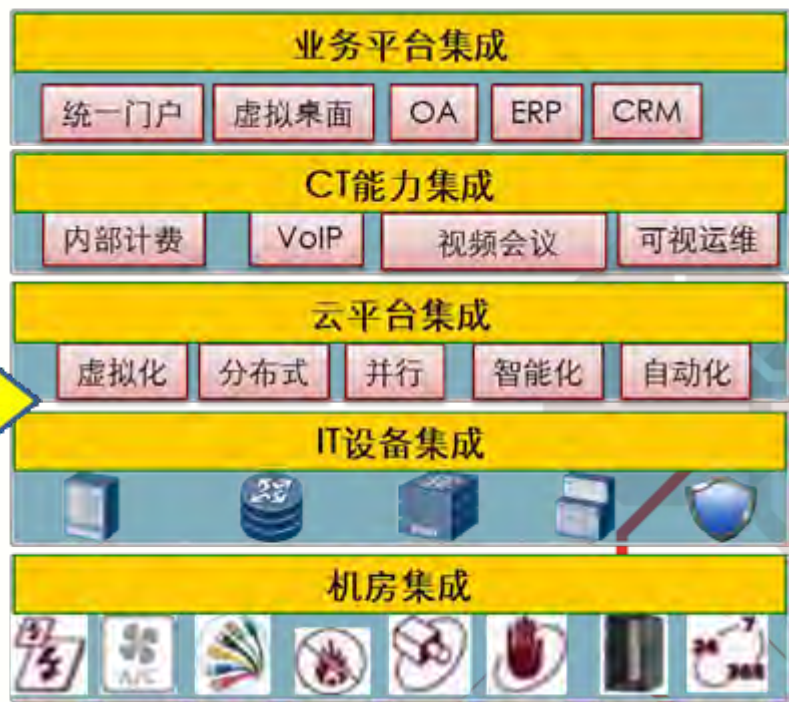 业务平台集成
统一门户 虚拟桌面 OA ERP CRM
CT能力集成
内部计费 VoIP 视频会议 可视运维
云平台集成
虚拟化 分布式 并行 智能化 自动化
IT设备集成
机房集成
A/C 24 7 365